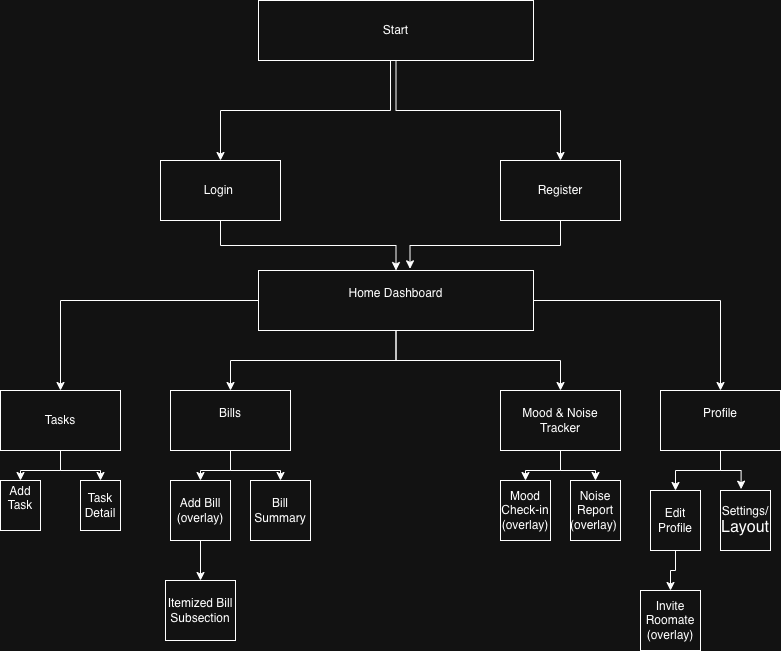 Start
Login
Register
Home Dashboard
Tasks
Bills
Mood & Noise
Tracker
Profile
Add
Task
Task
Detail
Add Bill
(overlay)
Bill
Summary
Mood
Check-in
(overlay)
Noise
Report
(overlay)
Edit
Profile
Settings/
Layout
Itemized Bill
Subsection
Invite
Roomate
(overlay)